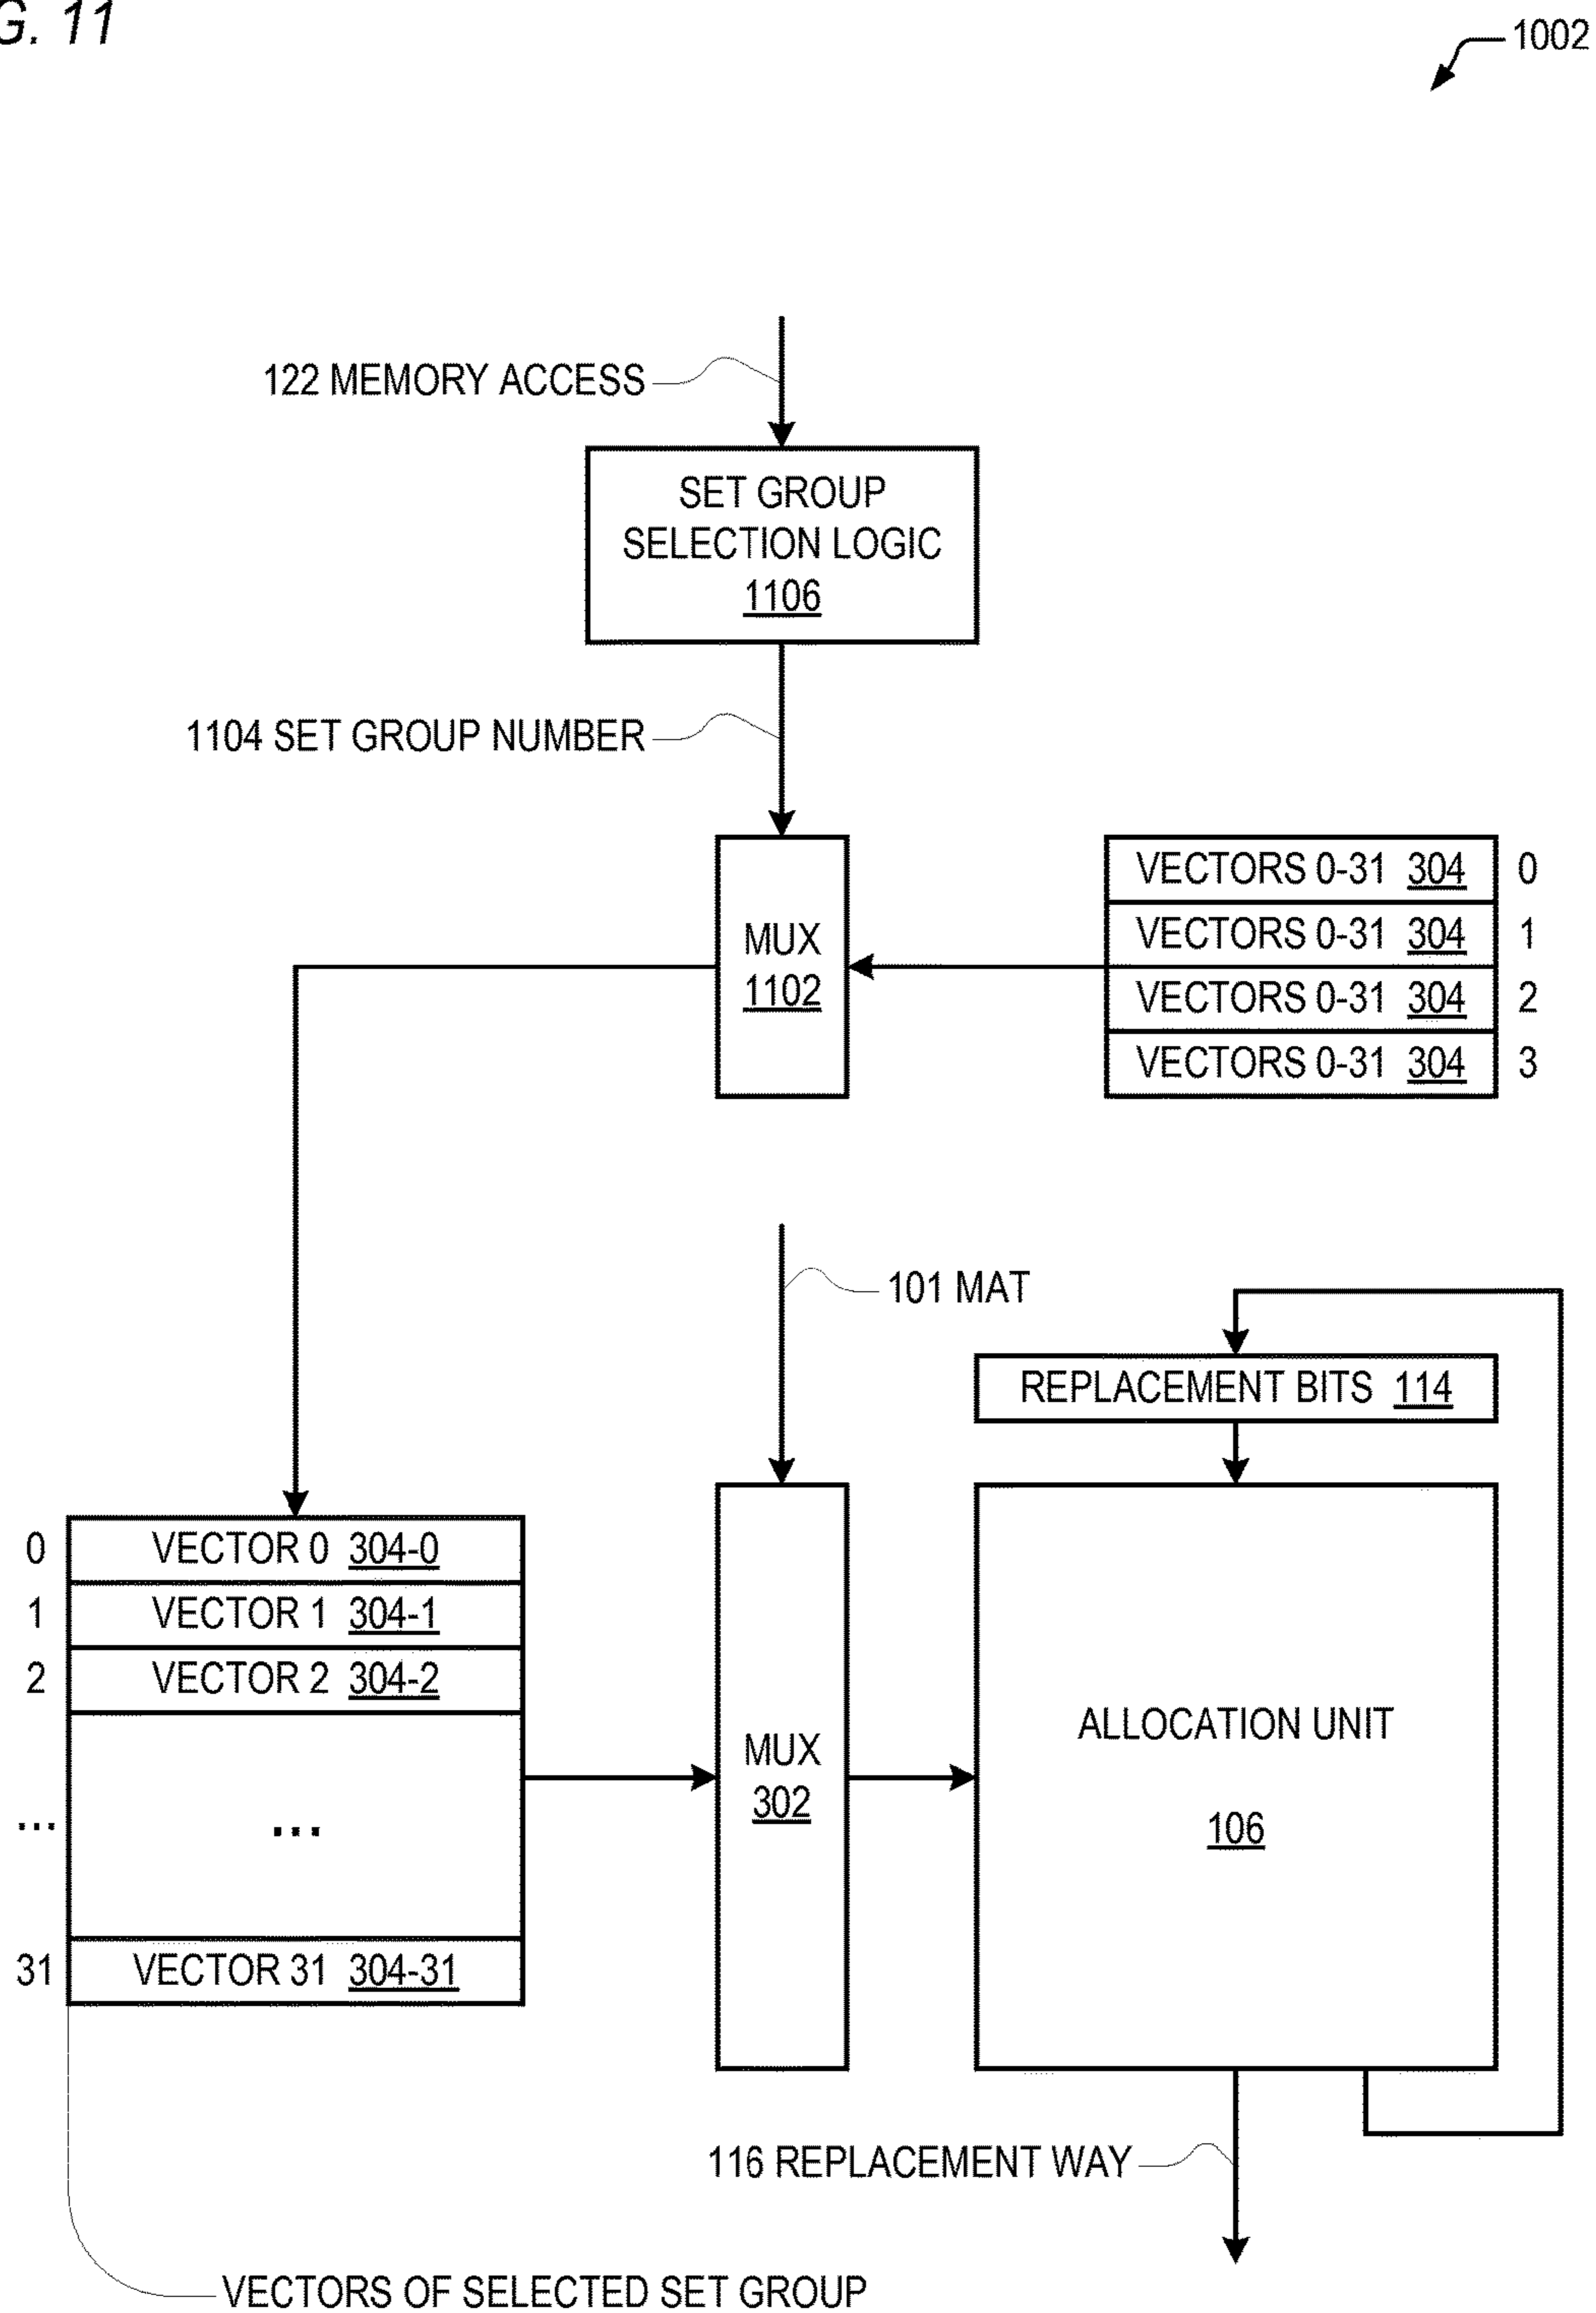 G. 11
1002
122 MEMORY ACCESS
SET GROUP
SELECTION LOGIC
1106
1104 SET GROUP NUMBER
MUX
1102
VECTORS 0-31 304 0
VECTORS 0-31 304 1
VECTORS 0-31 304 2
VECTORS 0-31 304 3
101 MAT
REPLACEMENT BITS 114
0 VECTOR 0 304-0
1 VECTOR 1 304-1
2 VECTOR 2 304-2
... ...
31 VECTOR 31 304-31
MUX
302
ALLOCATION UNIT
106
116 REPLACEMENT WAY
VECTORS OF SELECTED SET GROUP